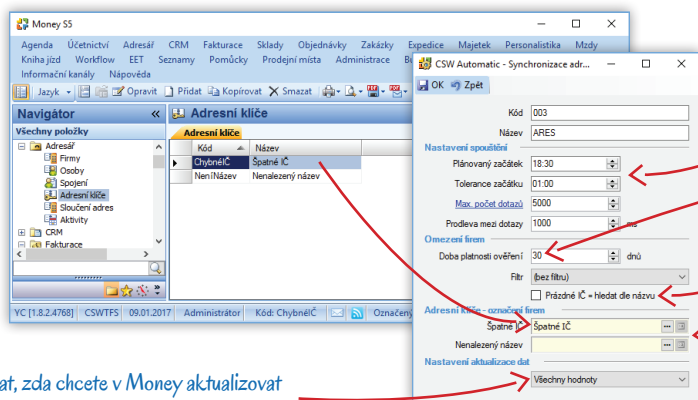 Money S5
Agenda Účetnictví Adresář CRM Fakturace Sklady Objednávky Zakázky Expedice Majetek Personalistika Mzdy
Kniha jízd Workflow EET Seznamy Pomůcky Prodejní místa Administrace
Informační kanály Nápověda
Jazyk Opravit Přidat Kopírovat Smazat
Navigátor «
Všechny položky
Adresář
Firmy
Osoby
Spojení
Adresní klíče
Sloučení adres
Aktivity
CRM
Fakturace
Adresní klíče
Adresní klíče
Kód Název
ChybnéIČ Špatné IČ
NeníNázev Nenalezený název
YC [1.8.2.4768] CSWTFS 09.01.2017 Administrátor Kód: ChybnéIČ
CSW Automatic - Synchronizace adr...
OK Zpět
Kód 003
Název ARES
Nastavení spouštění
Plánovaný začátek 18:30
Tolerance začátku 01:00
Max. počet dotazů 5000
Prodleva mezi dotazy 1000 ms
Omezení firem
Doba platnosti ověření 30 dnů
Filtr (bez filtru)
Prázdné IČ = hledat dle názvu
Adresní klíče - označení firem
Špatné IČ Špatné IČ
Nenalezený název
Nastavení aktualizace dat
Všechny hodnoty
at, zda chcete v Money aktualizovat